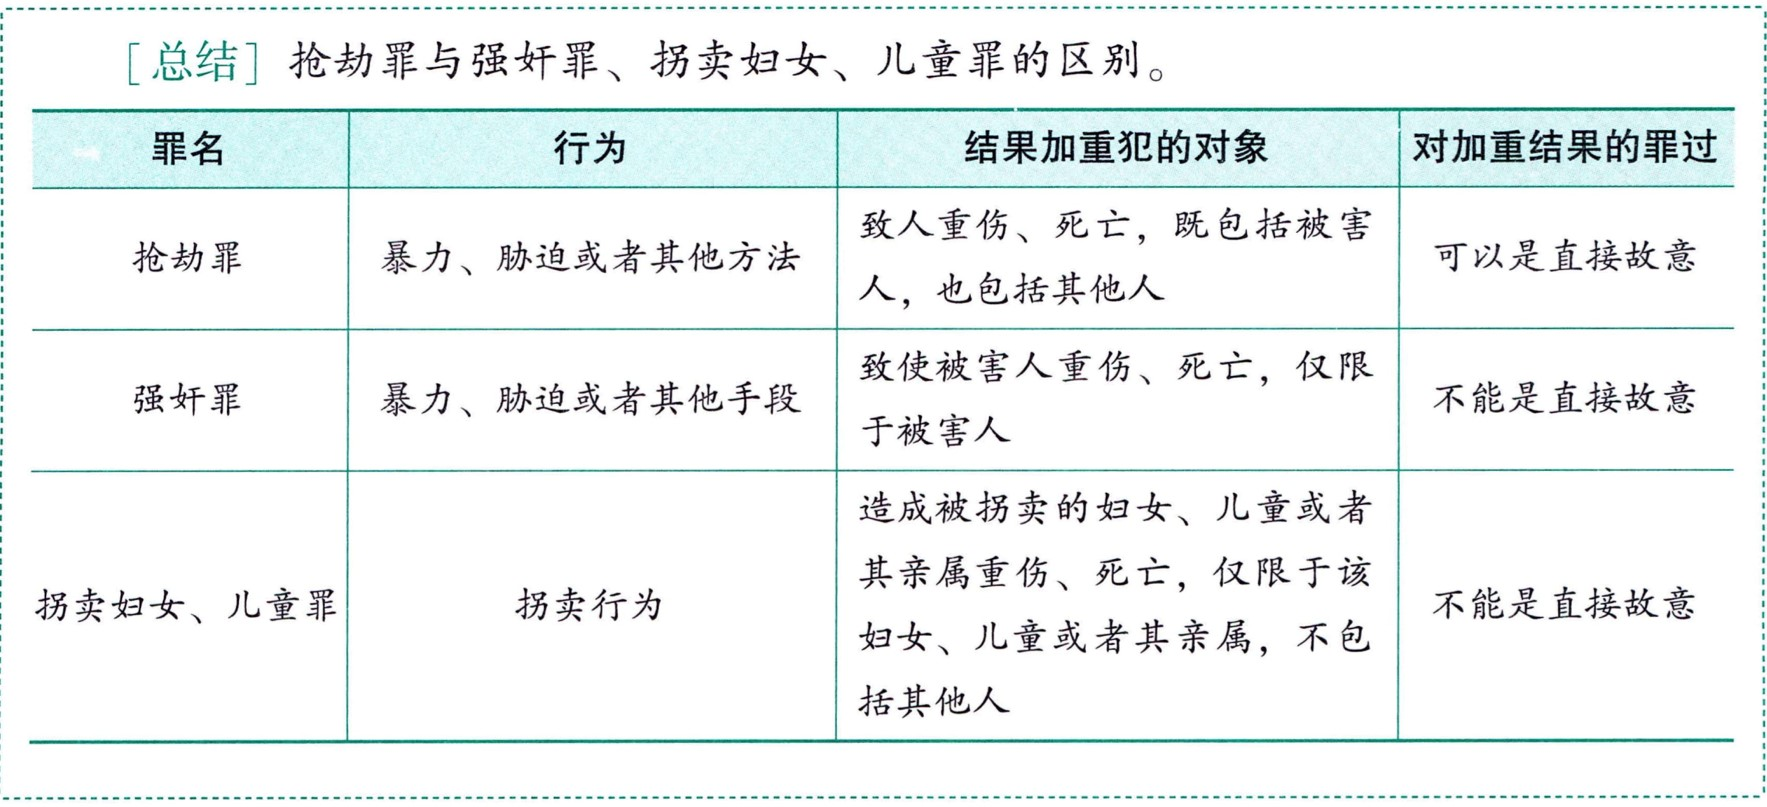 [总结] 抢劫罪与强奸罪、拐卖妇女、儿童罪的区别。
罪名 行为 结果加重犯的对象 对加重结果的罪过
抢劫罪 暴力、胁迫或者其他方法 致人重伤、死亡，既包括被害
人，也包括其他人 可以是直接故意
强奸罪 暴力、胁迫或者其他手段 致使被害人重伤、死亡，仅限
于被害人 不能是直接故意
拐卖妇女、儿童罪 拐卖行为 造成被拐卖的妇女、儿童或者
其亲属重伤、死亡，仅限于该
妇女、儿童或者其亲属，不包
括其他人 不能是直接故意